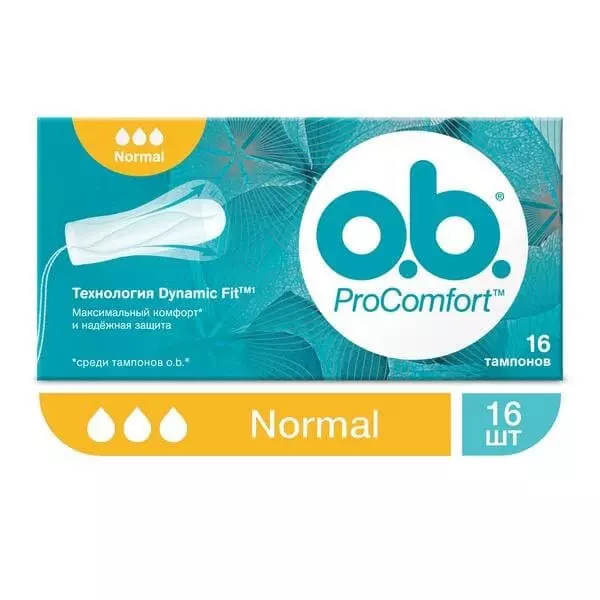 Normal
o.b.®
ProComfort™
Технология Dynamic Fit™¹
Максимальный комфорт*
и надёжная защита
*среди тампонов o.b.®
16
тампонов
Normal
16
шт